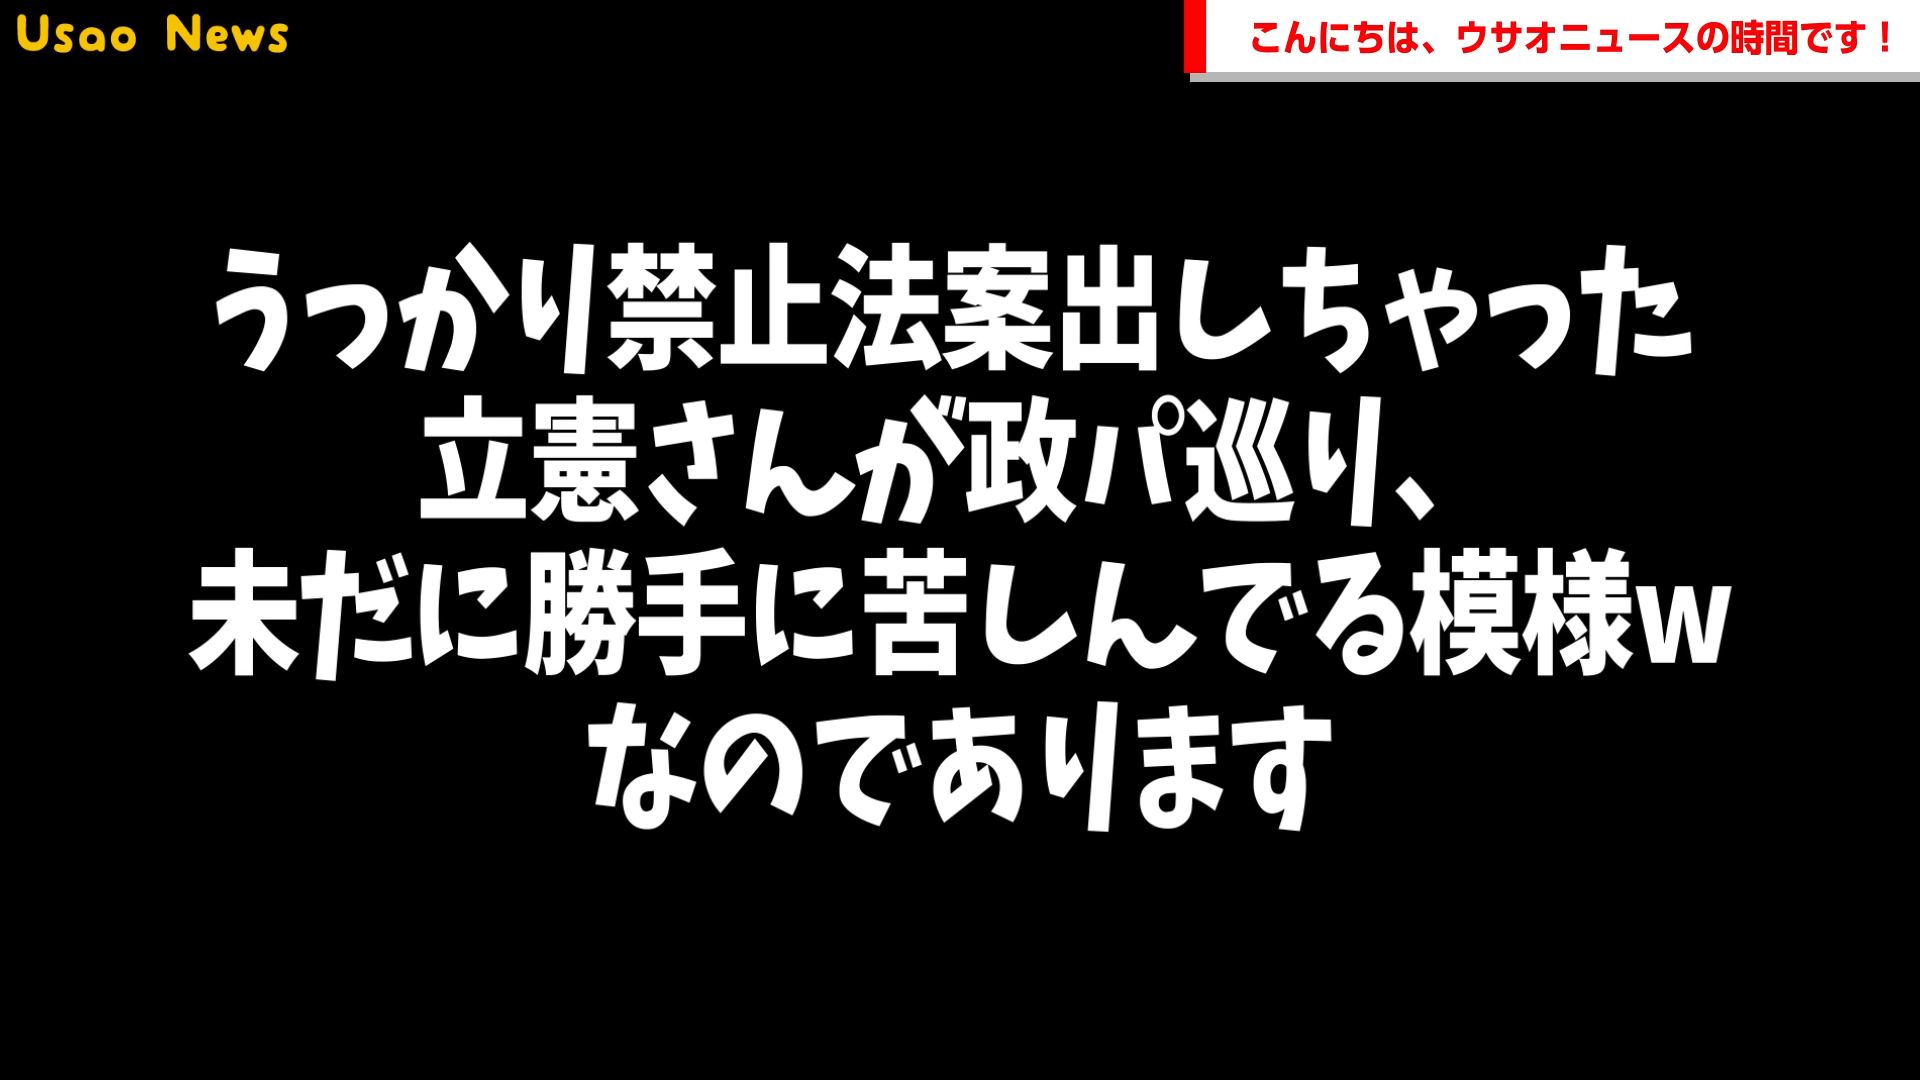 Usao News
こんにちは、ウサオニュースの時間です！
うっかり禁止法案出しちゃった
立憲さんが政パ巡り、
未だに勝手に苦しんでる模様w
なのであります